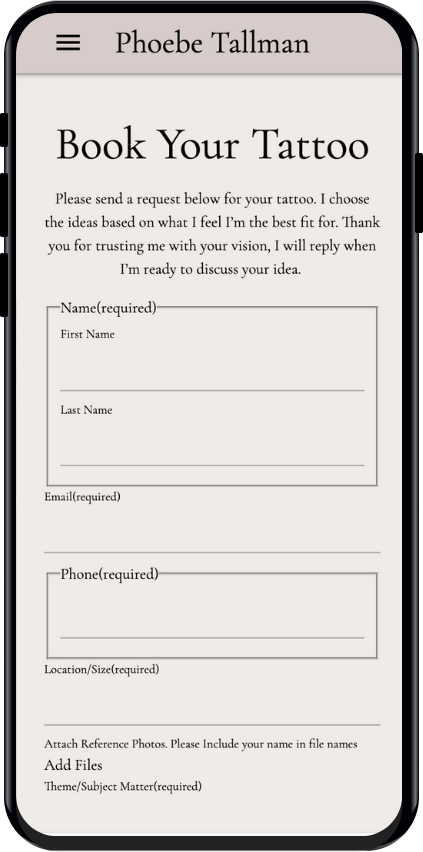 Phoebe Tallman
Book Your Tattoo
Please send a request below for your tattoo. I choose
the ideas based on what I feel I'm the best fit for. Thank
you for trusting me with your vision, I will reply when
I'm ready to discuss your idea.
Name(required)
First Name
Last Name
Email(required)
Phone(required)
Location/Size(required)
Attach Reference Photos. Please Include your name in file names
Add Files
Theme/Subject Matter(required)